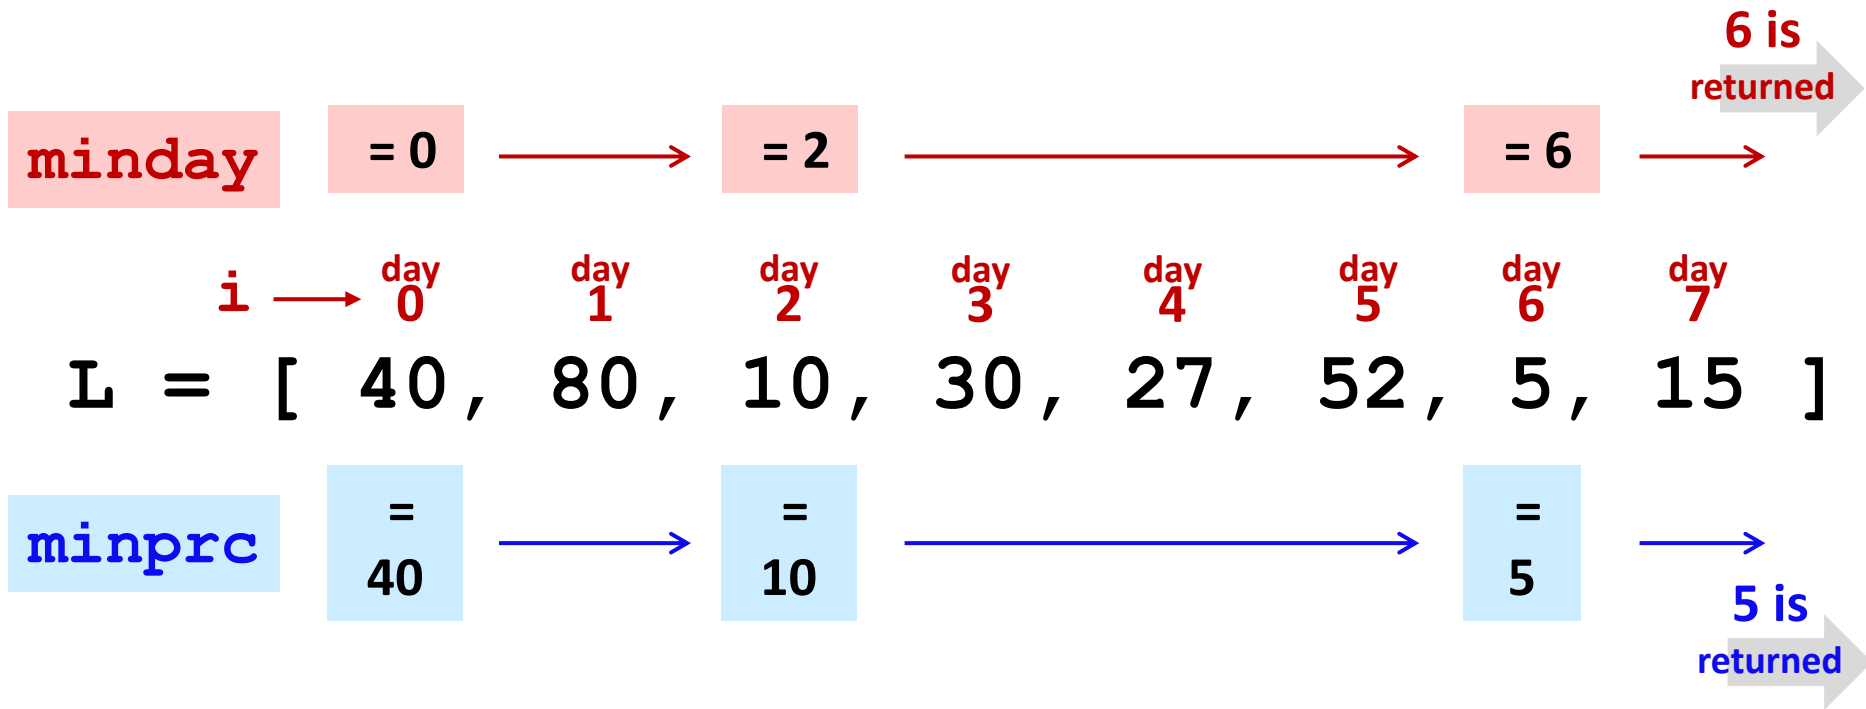 6 is
returned
minday = 0 = 2 = 6
i day 0 day 1 day 2 day 3 day 4 day 5 day 6 day 7
L = [ 40, 80, 10, 30, 27, 52, 5, 15 ]
minprc = 40 = 10 = 5
5 is
returned